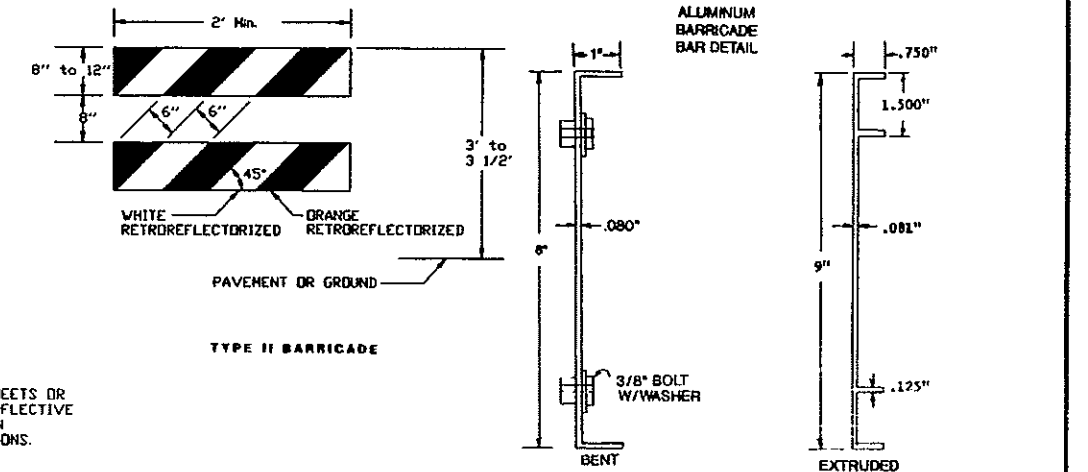 2' Min.
8" to 12"
8"
6"
6"
45°
3' to
3 1/2'
WHITE
RETROREFLECTORIZED
ORANGE
RETROREFLECTORIZED
PAVEMENT OR GROUND
TYPE II BARRICADE
EETS OR
FLECTIVE
N
ONS.
ALUMINUM
BARRICADE
BAR DETAIL
1"
8"
.080"
3/8" BOLT
W/WASHER
BENT
.750"
1.500"
.081"
9"
.125"
EXTRUDED